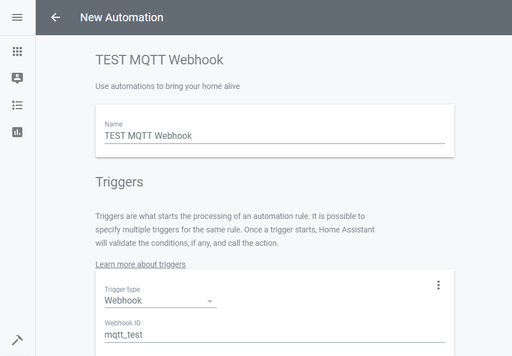 New Automation
TEST MQTT Webhook
Use automations to bring your home alive
Name
TEST MQTT Webhook
Triggers
Triggers are what starts the processing of an automation rule. It is possible to
specify multiple triggers for the same rule. Once a trigger starts, Home Assistant
will validate the conditions, if any, and call the action.
Learn more about triggers
Trigger type
Webhook
Webhook ID
mqtt_test